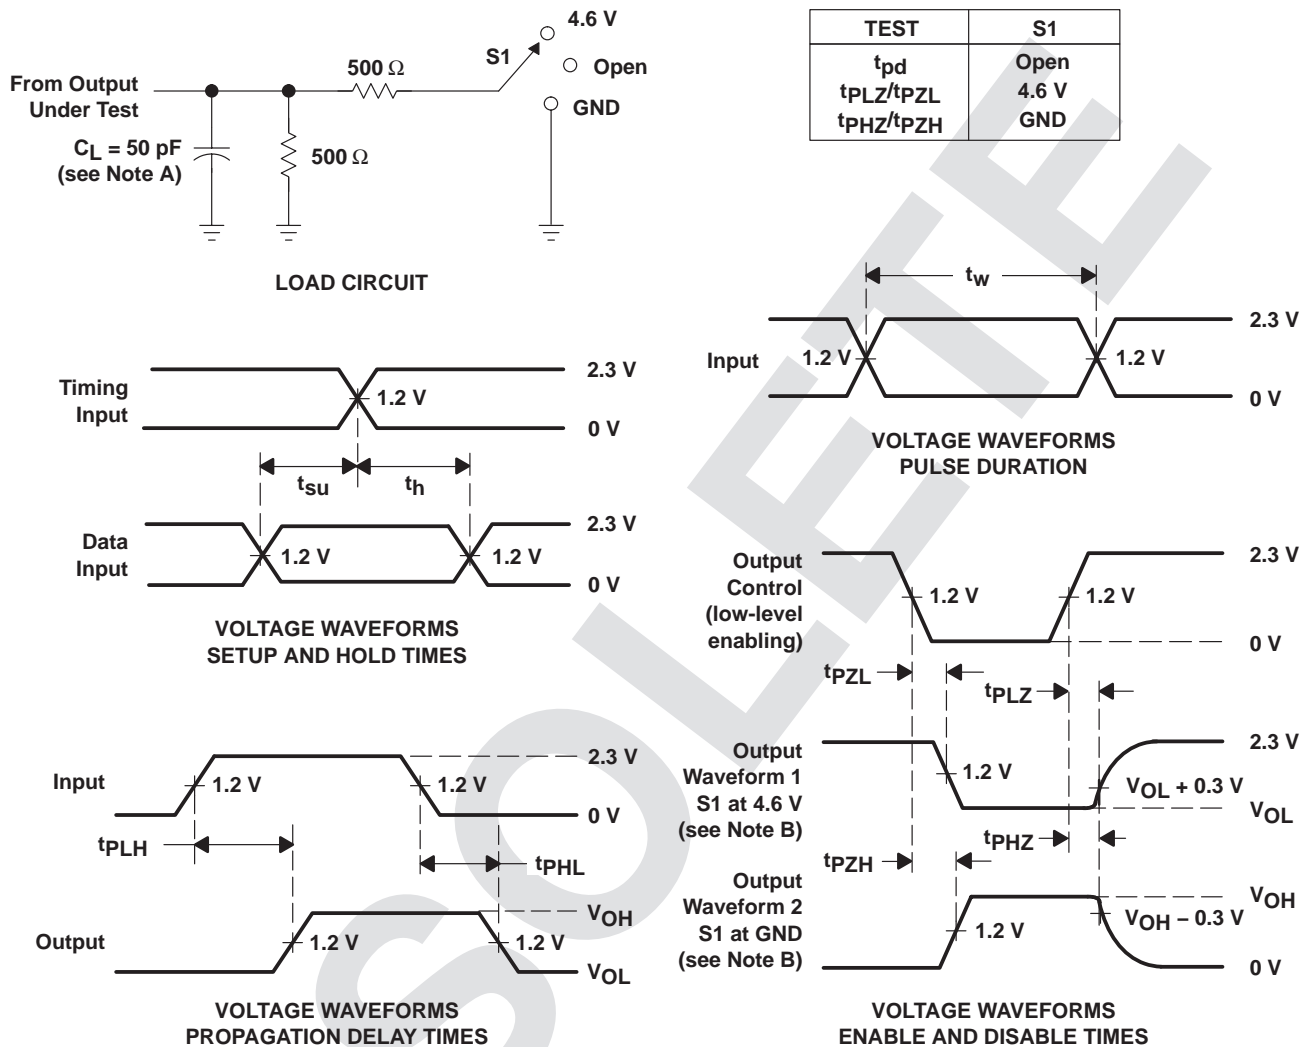 4.6 V
S1
Open
500 Ω
From Output
Under Test
GND
CL = 50 pF
(see Note A)
500 Ω
LOAD CIRCUIT
TEST S1
tpd Open
tPLZ/tPZL 4.6 V
tPHZ/tPZH GND
tw
2.3 V
Input 1.2 V 1.2 V
0 V
VOLTAGE WAVEFORMS
PULSE DURATION
2.3 V
Timing
Input
1.2 V
0 V
tsu th
2.3 V
Data
Input
1.2 V 1.2 V
0 V
VOLTAGE WAVEFORMS
SETUP AND HOLD TIMES
2.3 V
Input 1.2 V 1.2 V
0 V
tPLH tPHL
VOH
Output 1.2 V 1.2 V
VOL
VOLTAGE WAVEFORMS
PROPAGATION DELAY TIMES
Output
Control
(low-level
enabling)
2.3 V
1.2 V 1.2 V
0 V
tPZL tPLZ
Output
Waveform 1
S1 at 4.6 V
(see Note B)
2.3 V
1.2 V VOL + 0.3 V
VOL
tPZH tPHZ
Output
Waveform 2
S1 at GND
(see Note B)
VOH
1.2 V VOH – 0.3 V
0 V
VOLTAGE WAVEFORMS
ENABLE AND DISABLE TIMES
SOLETE